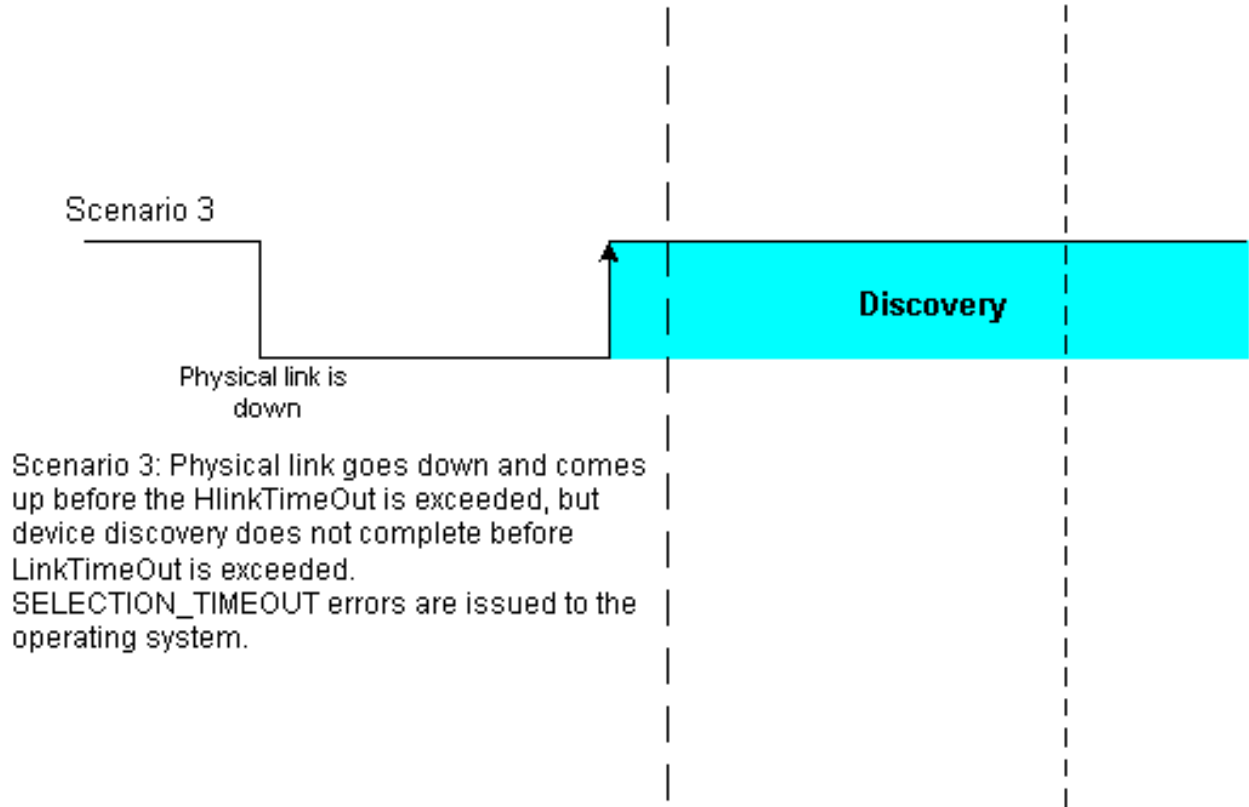 Scenario 3
Discovery
Physical link is
down
Scenario 3: Physical link goes down and comes
up before the HlinkTimeOut is exceeded, but
device discovery does not complete before
LinkTimeOut is exceeded.
SELECTION_TIMEOUT errors are issued to the
operating system.